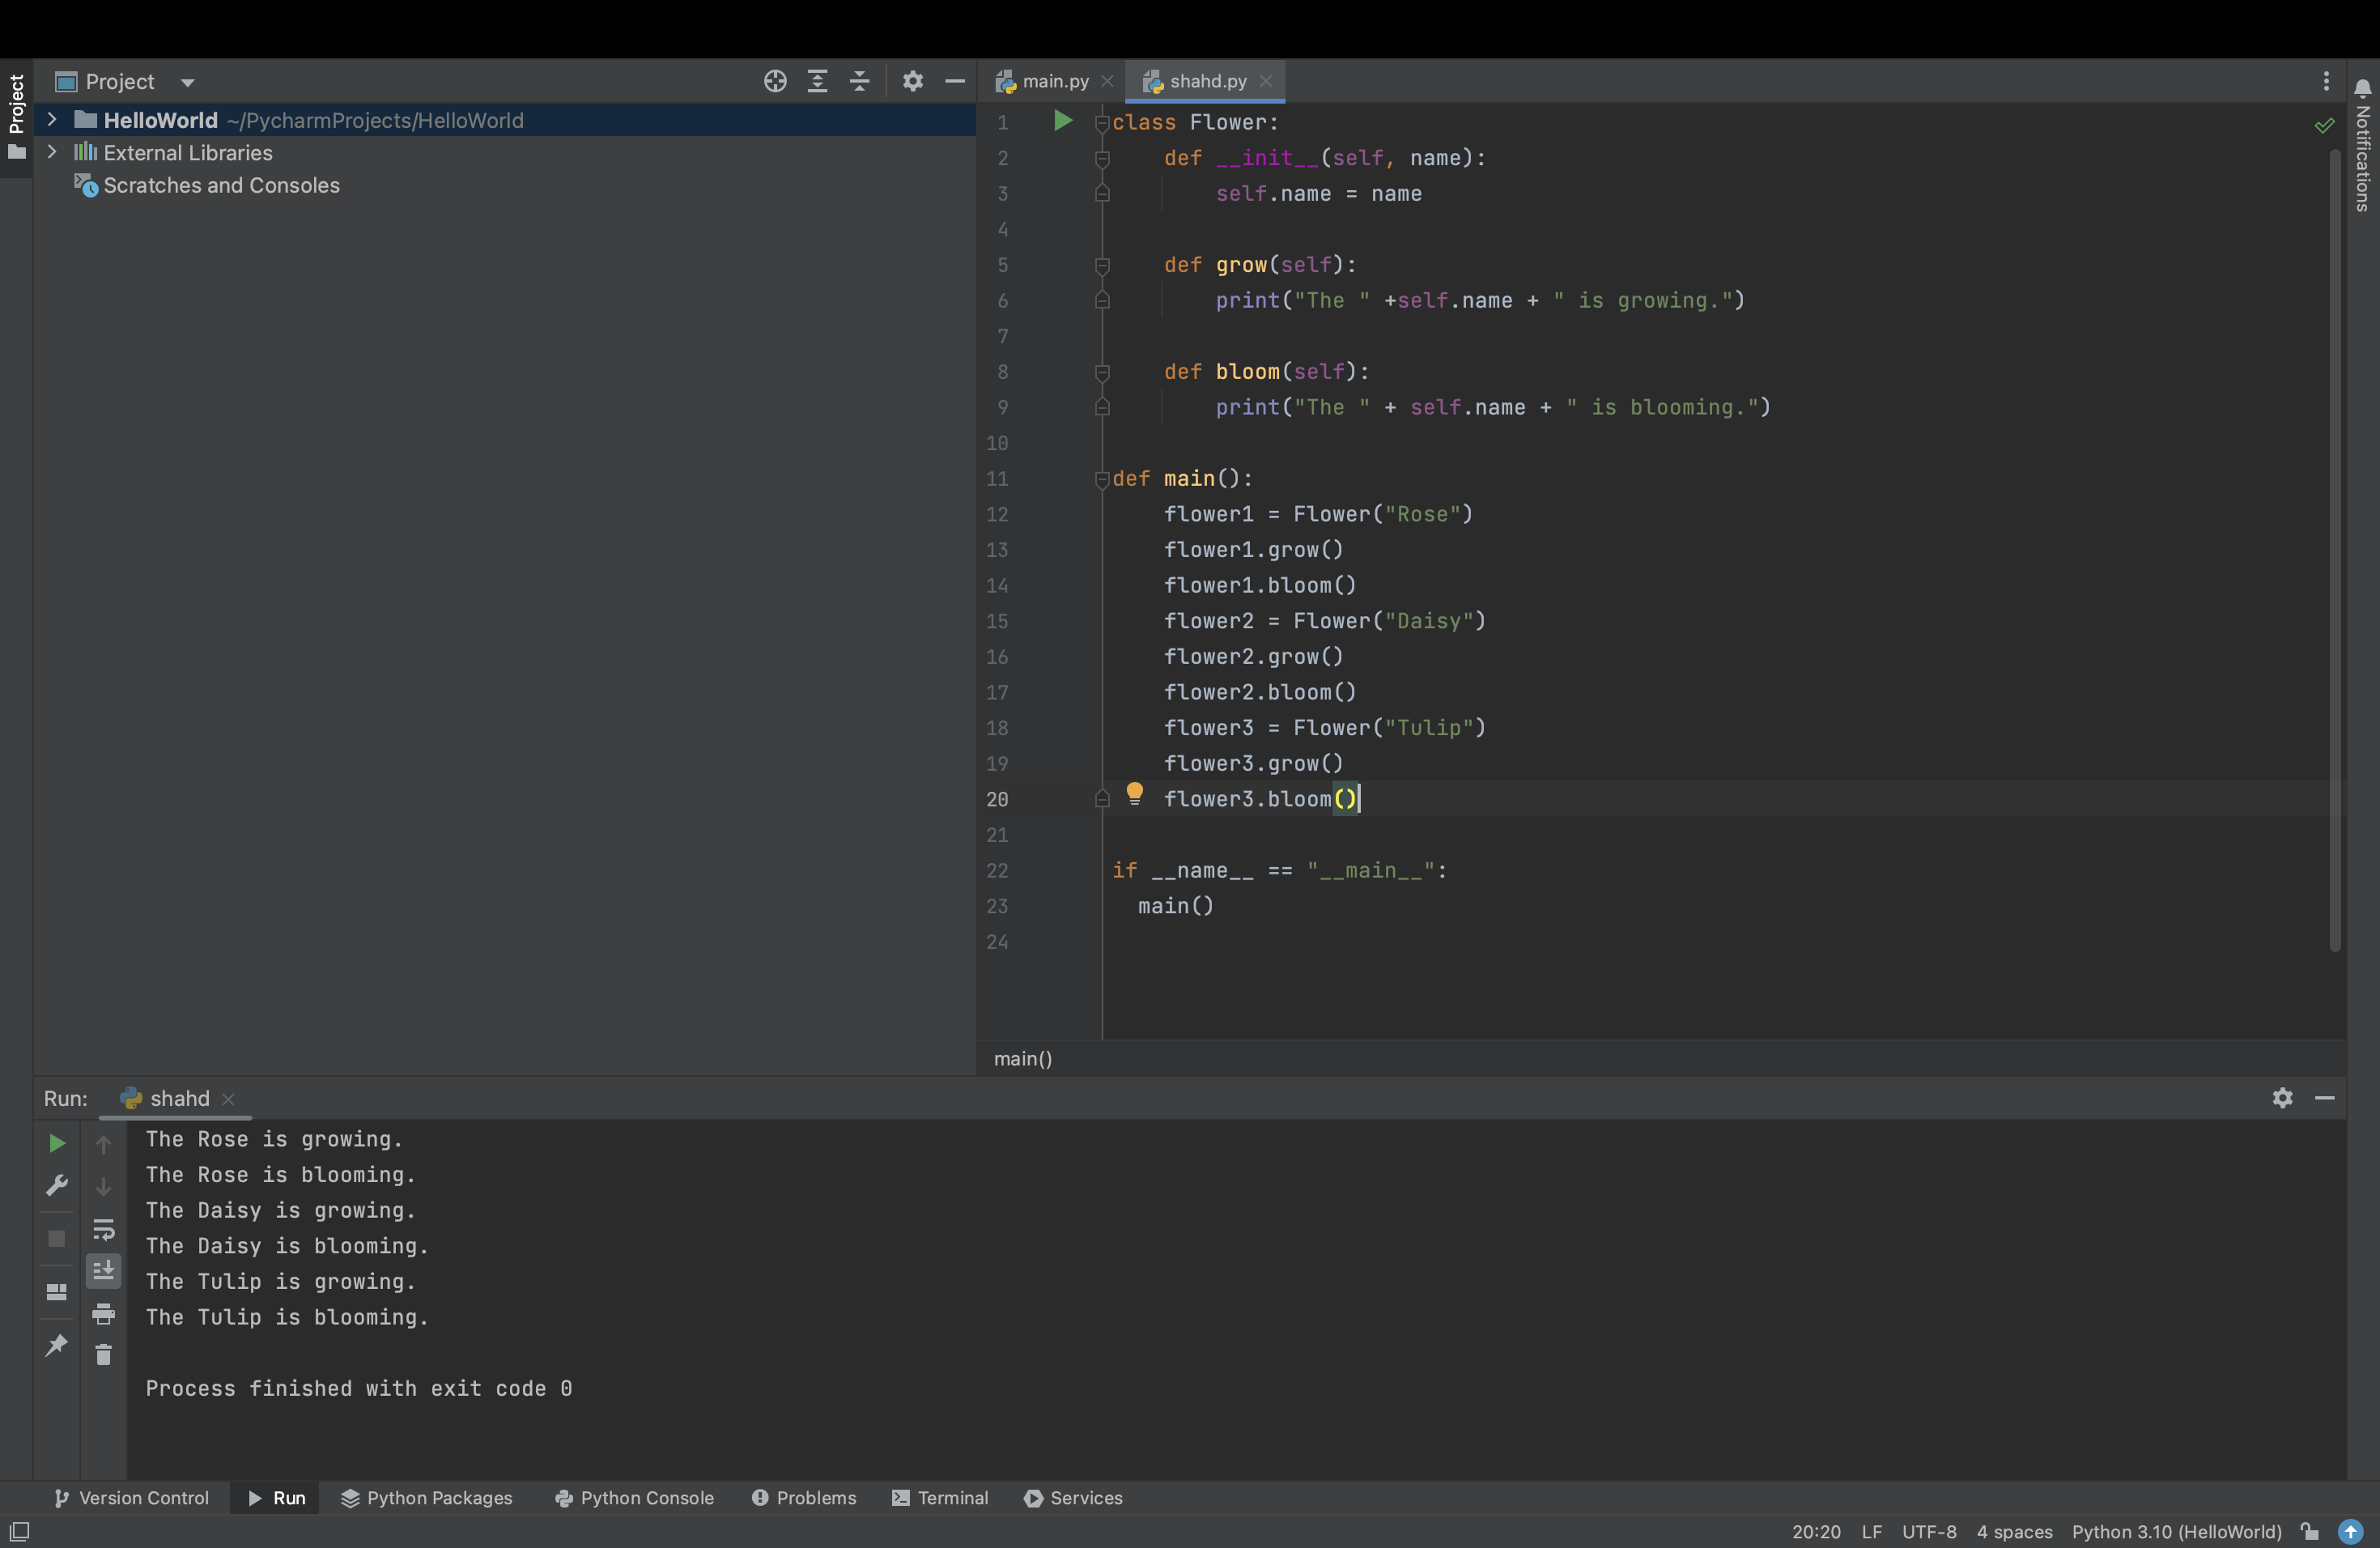 Project
Project
HelloWorld ~/PycharmProjects/HelloWorld
External Libraries
Scratches and Consoles
main.py
shahd.py
Notifications
1 class Flower:
2     def __init__(self, name):
3         self.name = name
4
5     def grow(self):
6         print("The " +self.name + " is growing.")
7
8     def bloom(self):
9         print("The " + self.name + " is blooming.")
10
11 def main():
12     flower1 = Flower("Rose")
13     flower1.grow()
14     flower1.bloom()
15     flower2 = Flower("Daisy")
16     flower2.grow()
17     flower2.bloom()
18     flower3 = Flower("Tulip")
19     flower3.grow()
20     flower3.bloom()
21
22 if __name__ == "__main__":
23   main()
24
main()
Run: shahd
The Rose is growing.
The Rose is blooming.
The Daisy is growing.
The Daisy is blooming.
The Tulip is growing.
The Tulip is blooming.
Process finished with exit code 0
Version Control Run Python Packages Python Console Problems Terminal Services
20:20 LF UTF-8 4 spaces Python 3.10 (HelloWorld)